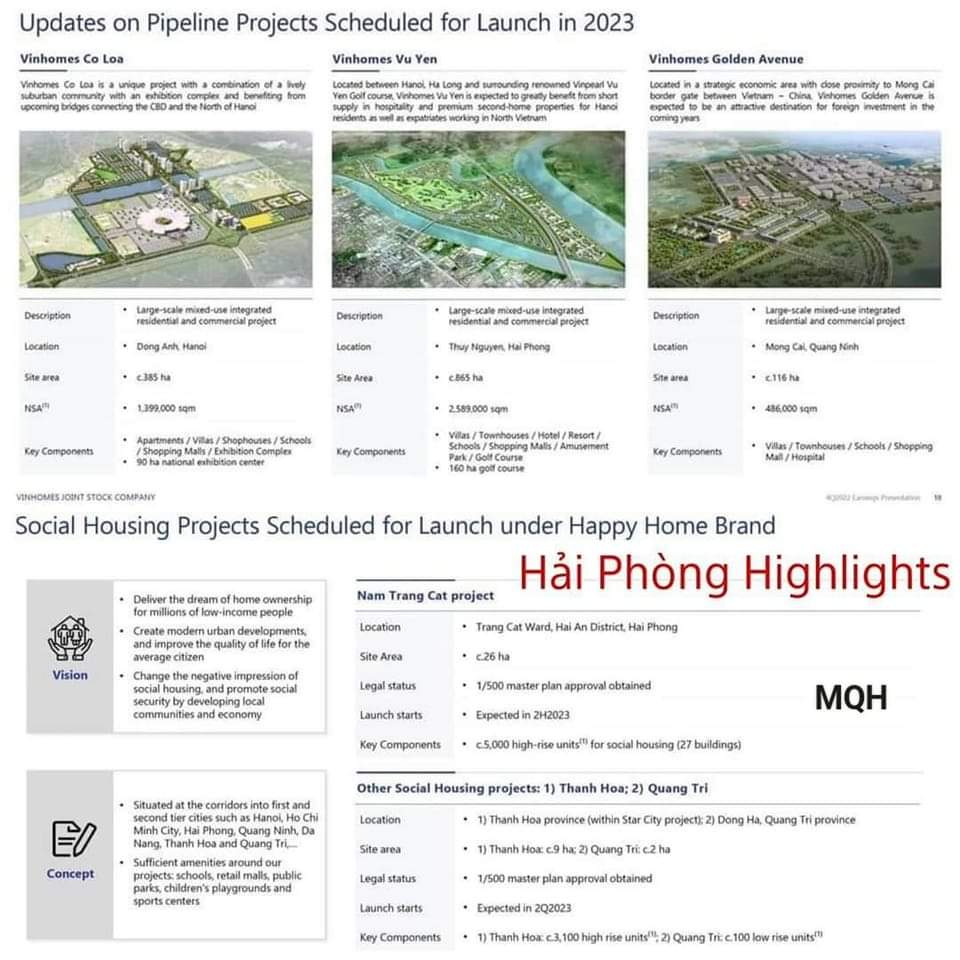 Updates on Pipeline Projects Scheduled for Launch in 2023
Vinhomes Co Loa
Vinhomes Co Loa is a unique project with a combination of a lively
suburban community with an exhibition complex and benefiting from
upcoming bridges connecting the CBD and the North of Hanoi
Description
• Large-scale mixed-use integrated
residential and commercial project
Location
• Dong Anh, Hanoi
Site area
• c.385 ha
NSA(1)
• 1,399,000 sqm
Key Components
• Apartments / Villas / Shophouses / Schools
/ Shopping Malls / Exhibition Complex
• 90 ha national exhibition center
Vinhomes Vu Yen
Located between Hanoi, Ha Long and surrounding renowned Vinpearl Vu
Yen Golf course, Vinhomes Vu Yen is expected to greatly benefit from short
supply in hospitality and premium second-home properties for Hanoi
residents as well as expatriates working in North Vietnam
Description
• Large-scale mixed-use integrated
residential and commercial project
Location
• Thuy Nguyen, Hai Phong
Site Area
• c.865 ha
NSA(1)
• 2,589,000 sqm
Key Components
• Villas / Townhouses / Hotel / Resort /
Schools / Shopping Malls / Amusement
Park / Golf Course
• 160 ha golf course
Vinhomes Golden Avenue
Located in a strategic economic area with close proximity to Mong Cai
border gate between Vietnam – China, Vinhomes Golden Avenue is
expected to be an attractive destination for foreign investment in the
coming years
Description
• Large-scale mixed-use integrated
residential and commercial project
Location
• Mong Cai, Quang Ninh
Site area
• c.116 ha
NSA(1)
• 486,000 sqm
Key Components
• Villas / Townhouses / Schools / Shopping
Mall / Hospital
VINHOMES JOINT STOCK COMPANY
4Q2022 Earnings Presentation 18
Social Housing Projects Scheduled for Launch under Happy Home Brand
Hải Phòng Highlights
Vision
• Deliver the dream of home ownership
for millions of low-income people
• Create modern urban developments,
and improve the quality of life for the
average citizen
• Change the negative impression of
social housing, and promote social
security by developing local
communities and economy
Concept
• Situated at the corridors into first and
second tier cities such as Hanoi, Ho Chi
Minh City, Hai Phong, Quang Ninh, Da
Nang, Thanh Hoa and Quang Tri,...
• Sufficient amenities around our
projects: schools, retail malls, public
parks, children's playgrounds and
sports centers
Nam Trang Cat project
Location
• Trang Cat Ward, Hai An District, Hai Phong
Site Area
• c.26 ha
Legal status
• 1/500 master plan approval obtained
MQH
Launch starts
• Expected in 2H2023
Key Components
• c.5,000 high-rise units(1) for social housing (27 buildings)
Other Social Housing projects: 1) Thanh Hoa; 2) Quang Tri
Location
• 1) Thanh Hoa province (within Star City project); 2) Dong Ha, Quang Tri province
Site area
• 1) Thanh Hoa: c.9 ha; 2) Quang Tri: c.2 ha
Legal status
• 1/500 master plan approval obtained
Launch starts
• Expected in 2Q2023
Key Components
• 1) Thanh Hoa: c.3,100 high rise units(1); 2) Quang Tri: c.100 low rise units(1)